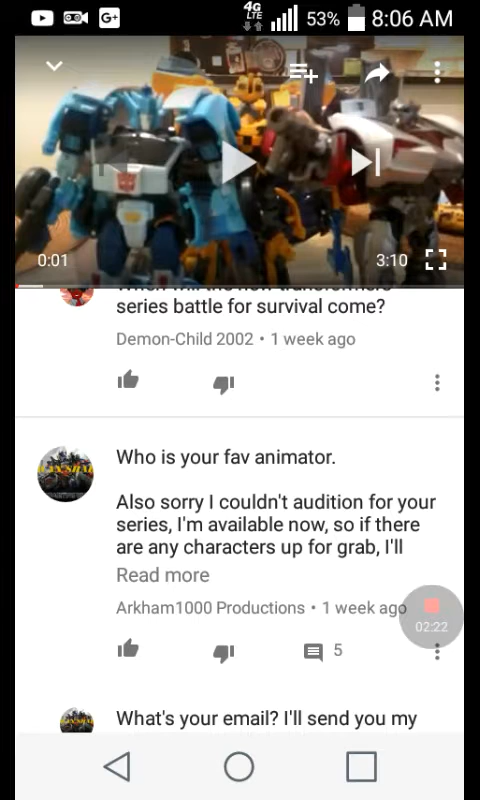 G+ 4G LTE 53% 8:06 AM
0:01 3:10
series battle for survival come?
Demon-Child 2002 • 1 week ago
Who is your fav animator.
Also sorry I couldn't audition for your
series, I'm available now, so if there
are any characters up for grab, I'll
Read more
Arkham1000 Productions • 1 week ago
02:22
5
What's your email? I'll send you my